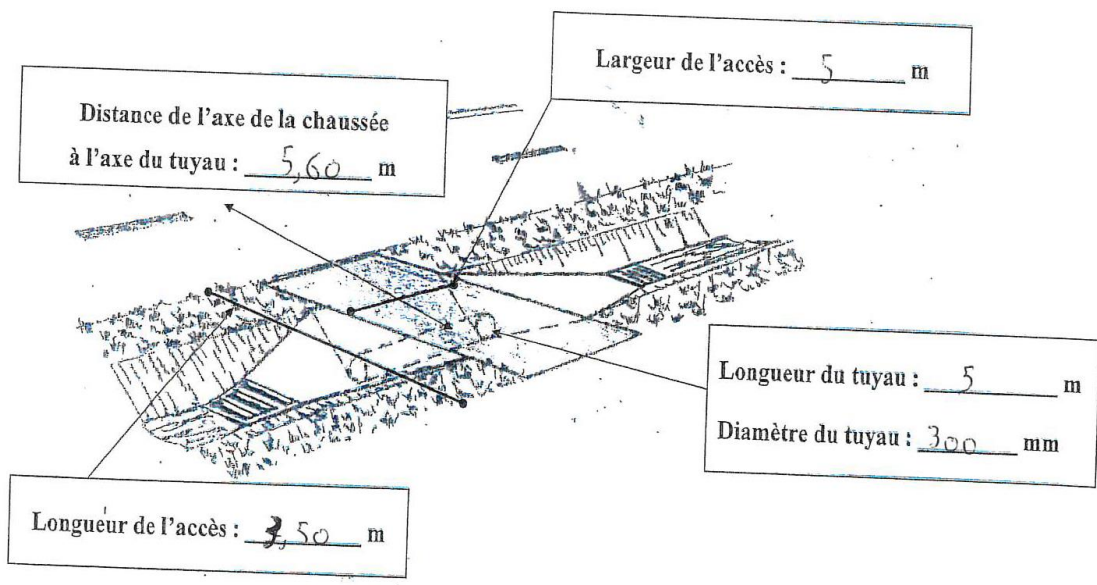 Largeur de l'accès : 5 m
Distance de l'axe de la chaussée
à l'axe du tuyau : 5,60 m
Longueur du tuyau : 5 m
Diamètre du tuyau : 300 mm
Longueur de l'accès : ,50 m